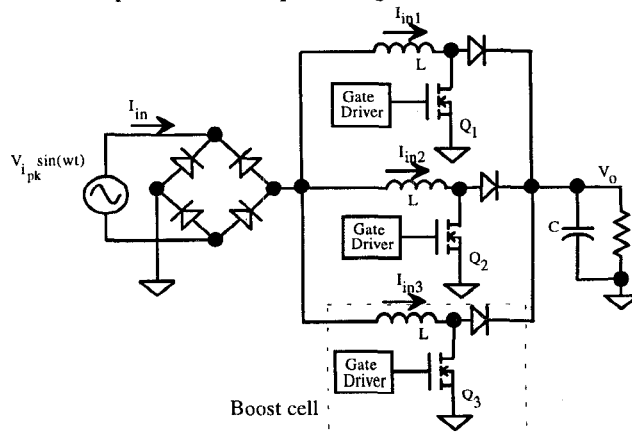 I_in1
L
Gate Driver
Q_1
I_in
V_i_pk sin(wt)
I_in2
L
Gate Driver
Q_2
V_o
C
I_in3
L
Gate Driver
Q_3
Boost cell